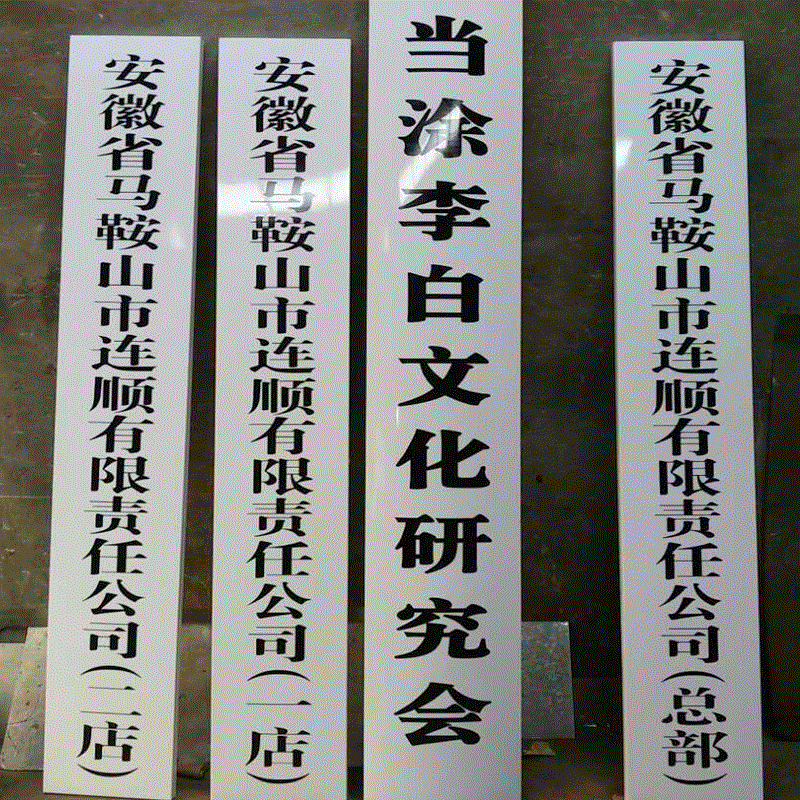 安徽省马鞍山市连顺有限责任公司(二店)
安徽省马鞍山市连顺有限责任公司(一店)
当涂李白文化研究会
安徽省马鞍山市连顺有限责任公司(总部)